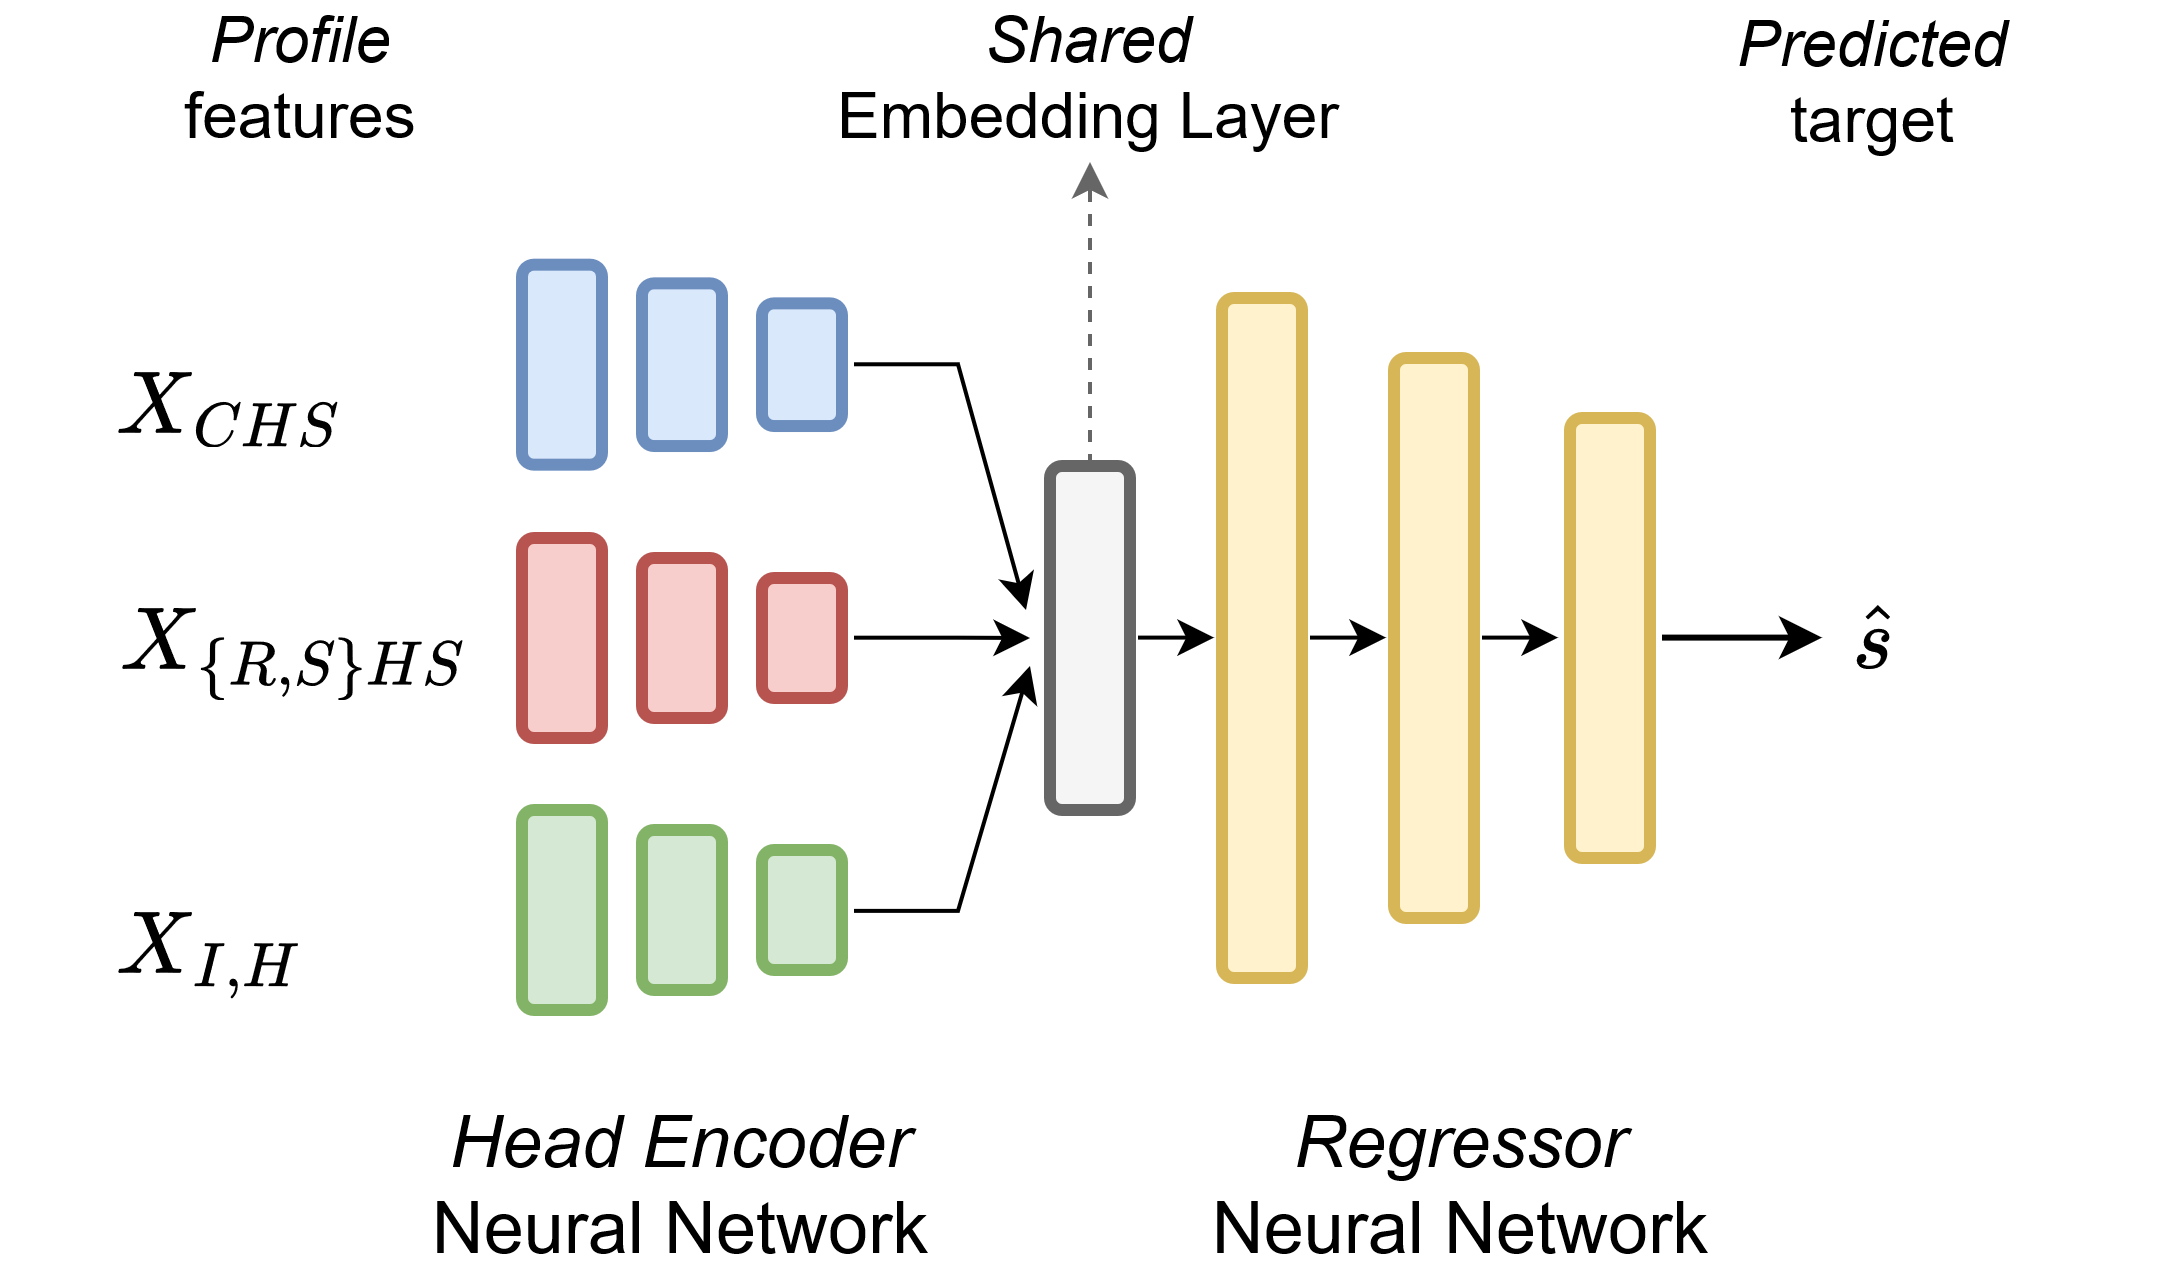 Profile
features
Shared
Embedding Layer
Predicted
target
X_{CHS}
X_{\{R,S\}HS}
X_{I,H}
ŝ
Head Encoder
Neural Network
Regressor
Neural Network